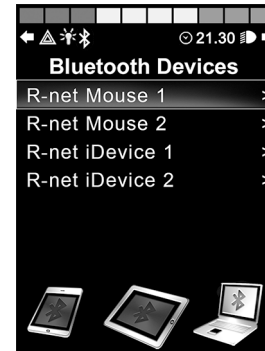 21.30
Bluetooth Devices
R-net Mouse 1 >
R-net Mouse 2 >
R-net iDevice 1 >
R-net iDevice 2 >